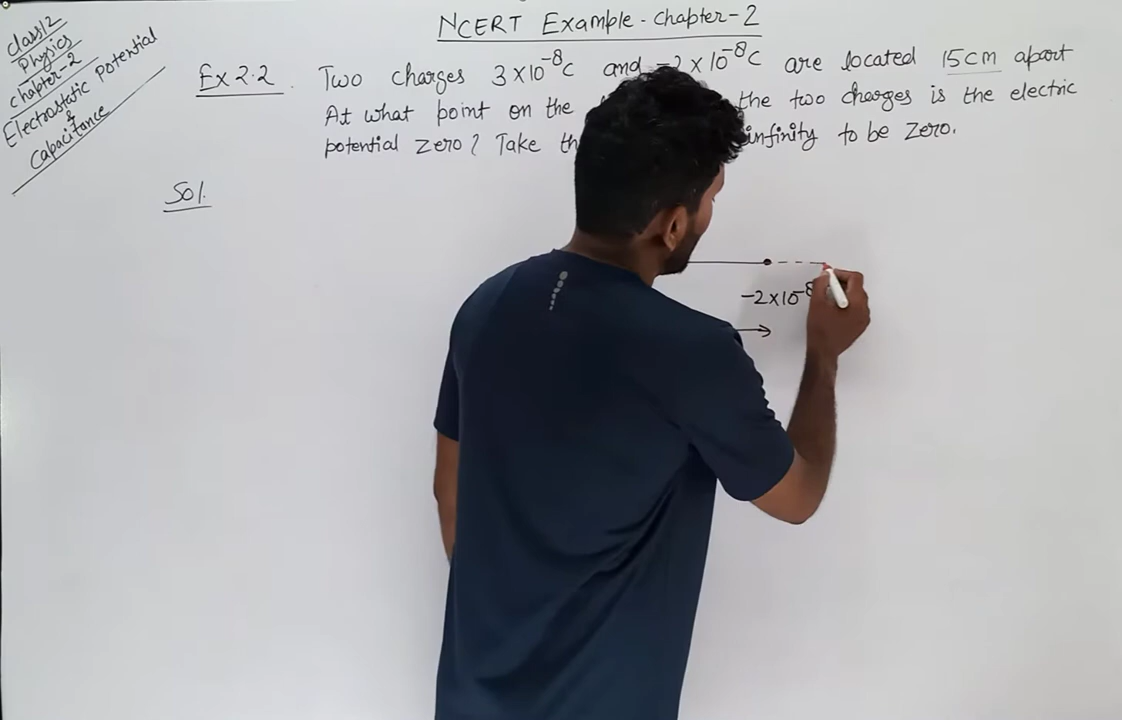 NCERT Example - Chapter-2
Class 12
Physics
chapter-2
Electrostatic Potential
&
Capacitance
Ex 2.2. Two charges 3×10⁻⁸C and -2×10⁻⁸C are located 15cm apart
At what point on the the two charges is the electric
potential zero? Take infinity to be zero.
Sol.
-2×10⁻⁸